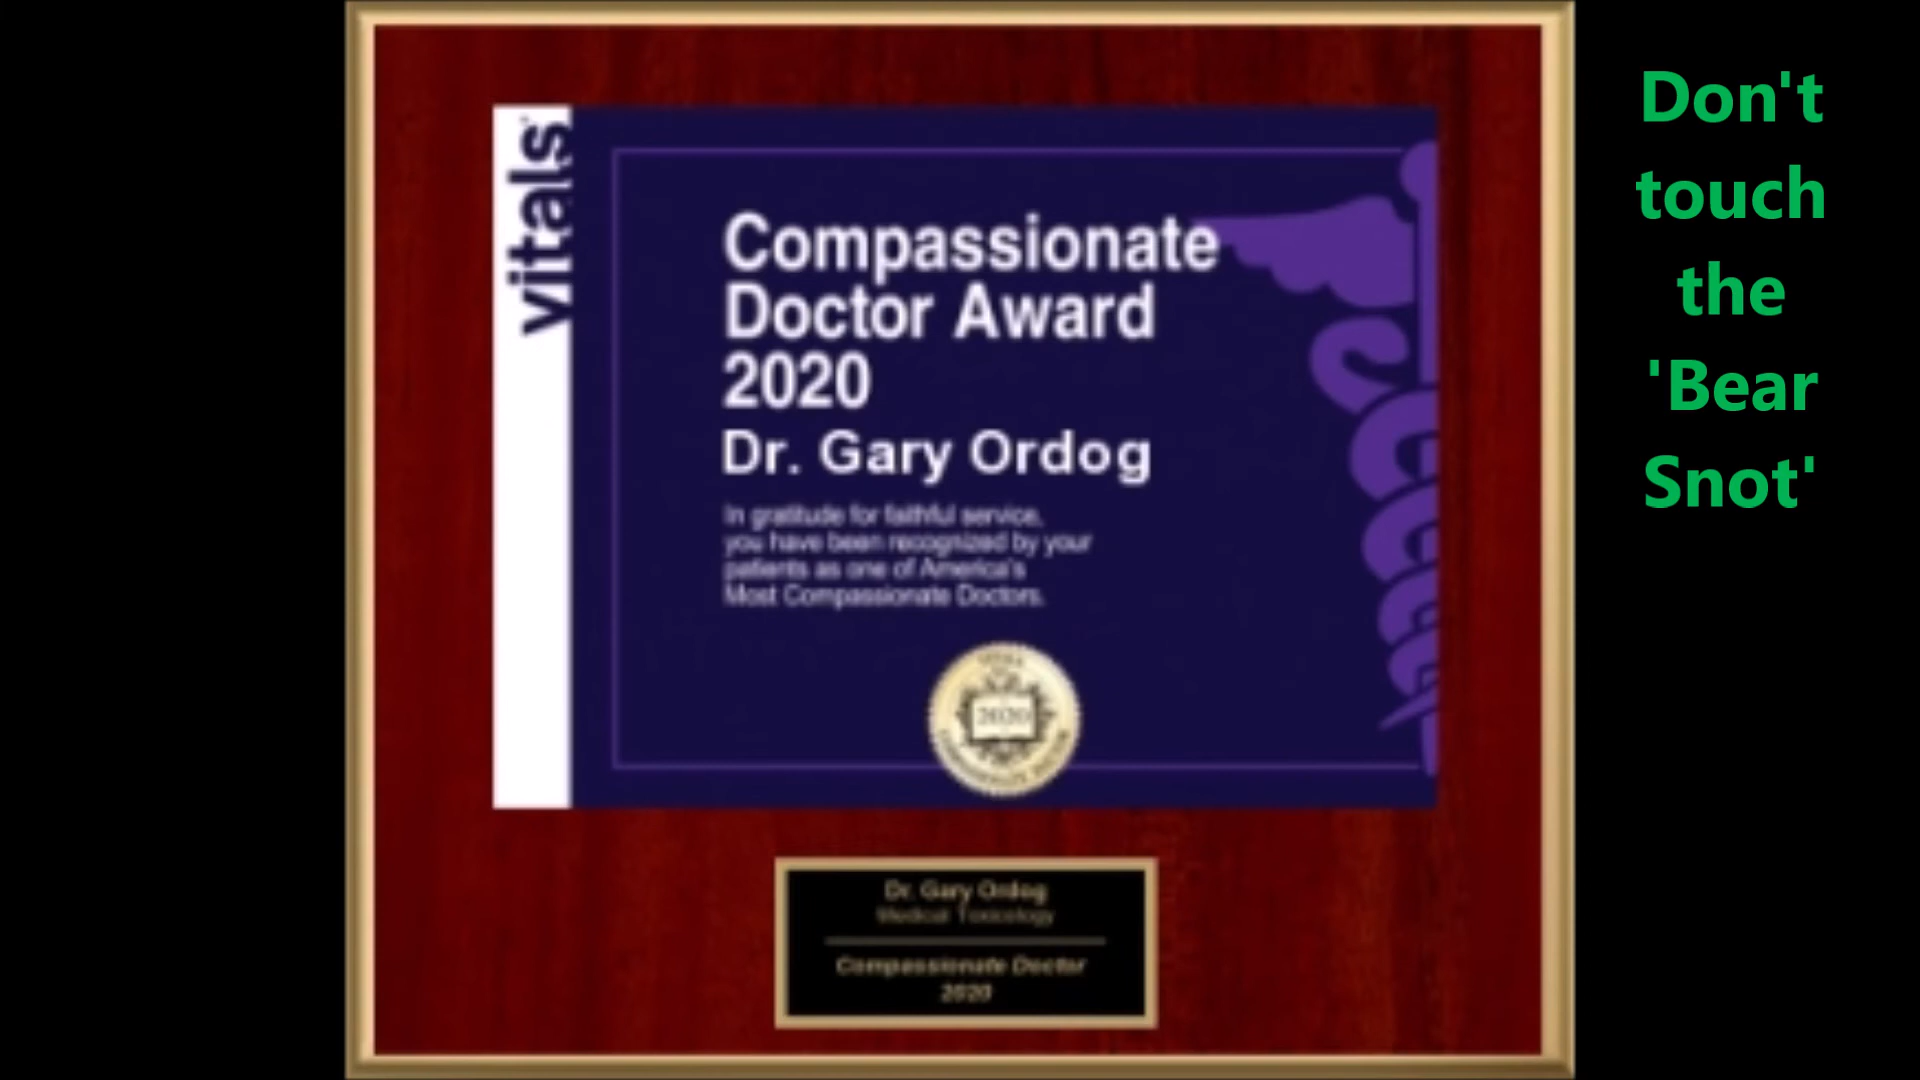 vitals
Compassionate
Doctor Award
2020
Dr. Gary Ordog
In gratitude for faithful service,
you have been recognized by your
patients as one of America's
Most Compassionate Doctors.
2020
Dr. Gary Ordog
Medical Toxicology
Compassionate Doctor
2020
Don't
touch
the
'Bear
Snot'